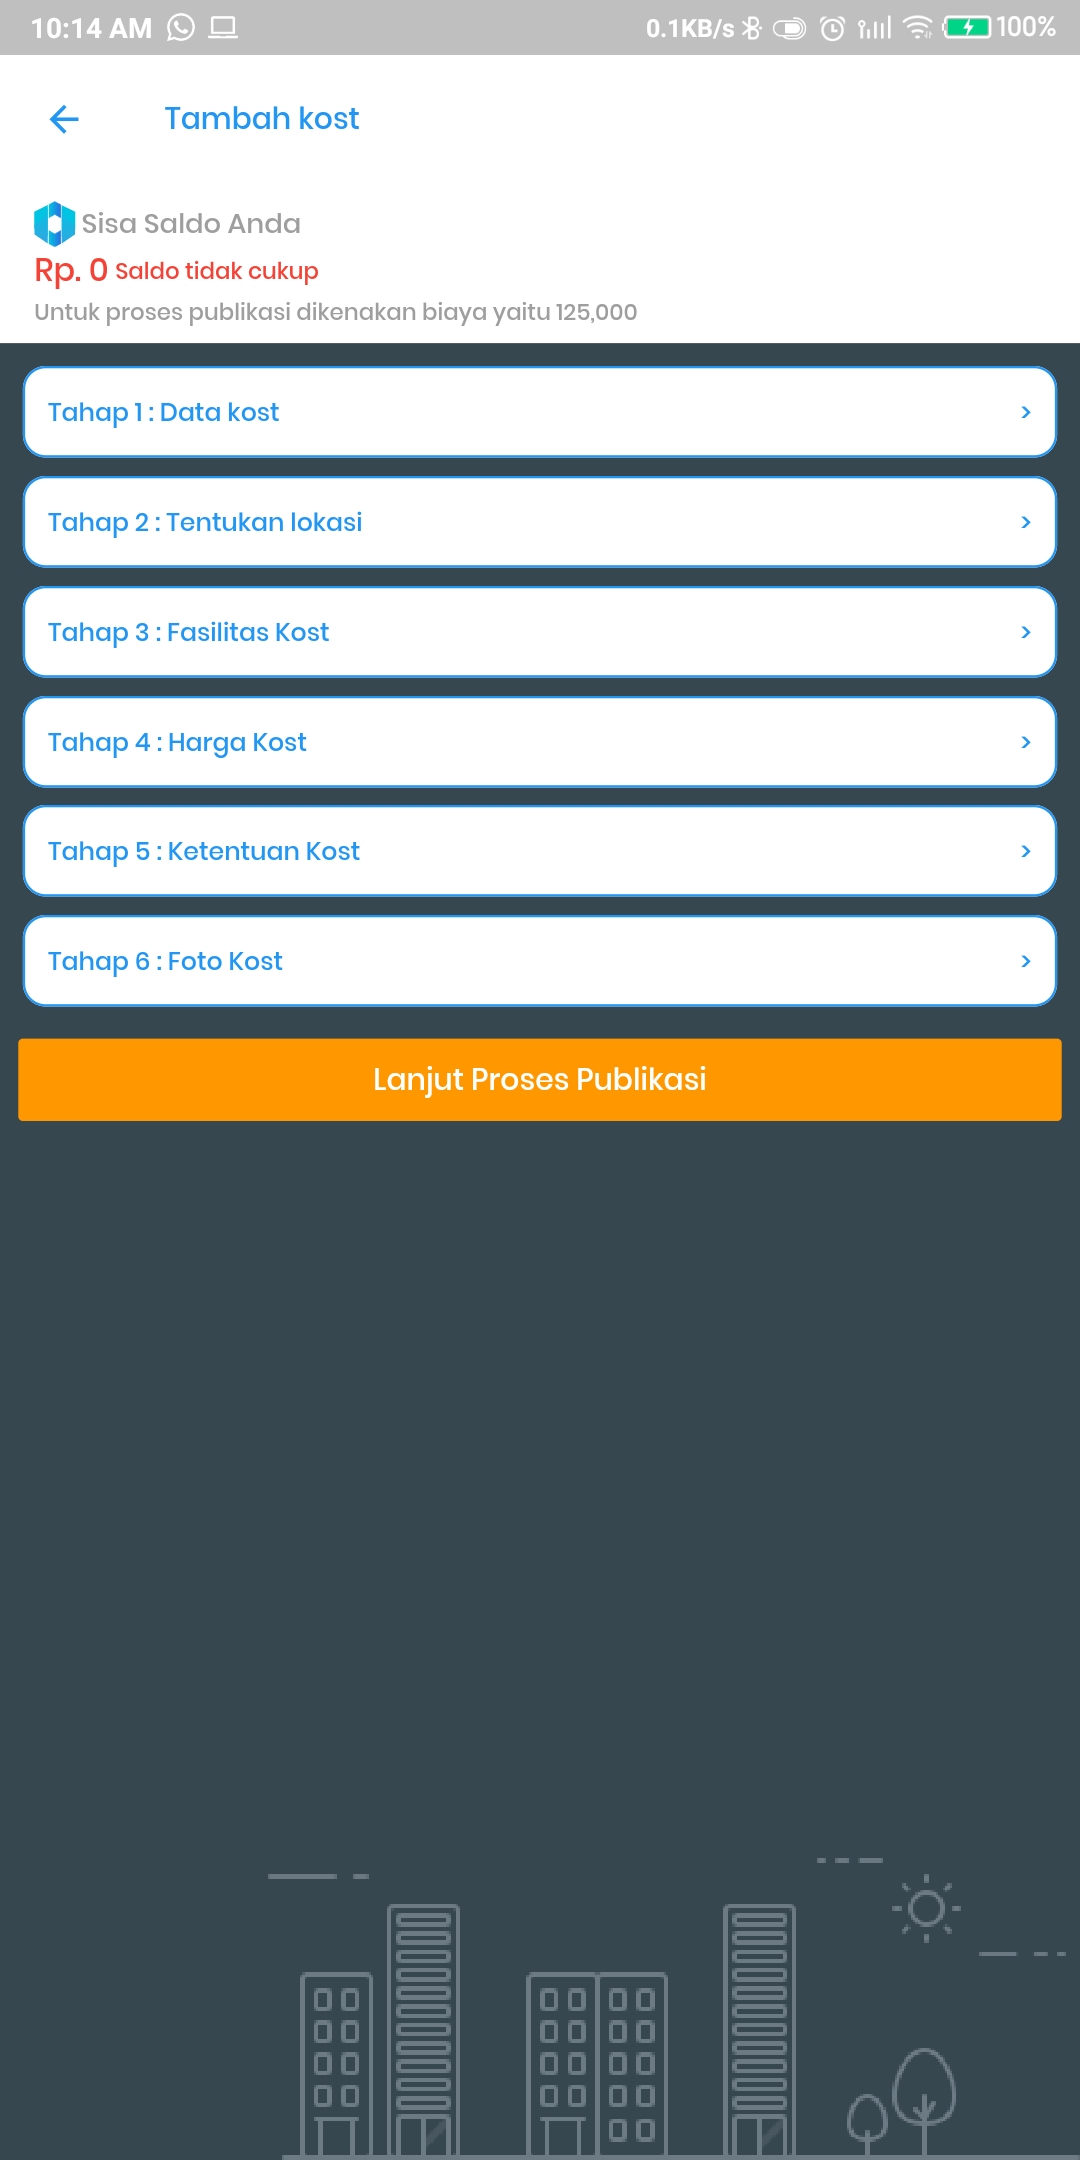 10:14 AM 0.1KB/s 100%
Tambah kost
Sisa Saldo Anda
Rp. 0 Saldo tidak cukup
Untuk proses publikasi dikenakan biaya yaitu 125,000
Tahap 1 : Data kost >
Tahap 2 : Tentukan lokasi >
Tahap 3 : Fasilitas Kost >
Tahap 4 : Harga Kost >
Tahap 5 : Ketentuan Kost >
Tahap 6 : Foto Kost >
Lanjut Proses Publikasi